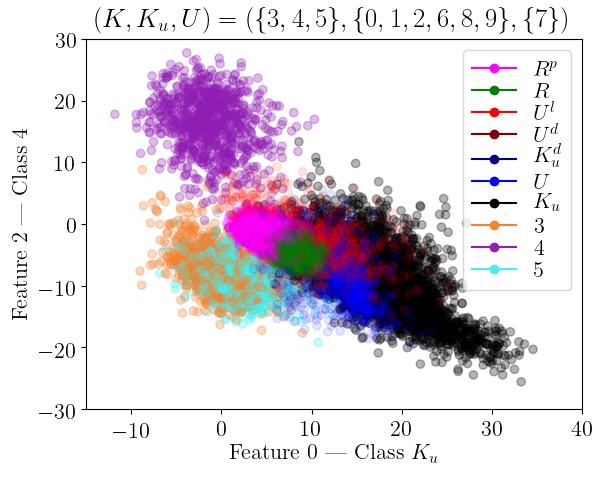 (K, K_u, U) = ({3, 4, 5}, {0, 1, 2, 6, 8, 9}, {7})
30
20
10
0
−10
−20
−30
Feature 2 — Class 4
R^p
R
U^l
U^d
K_u^d
U
K_u
3
4
5
−10
0
10
20
30
40
Feature 0 — Class K_u